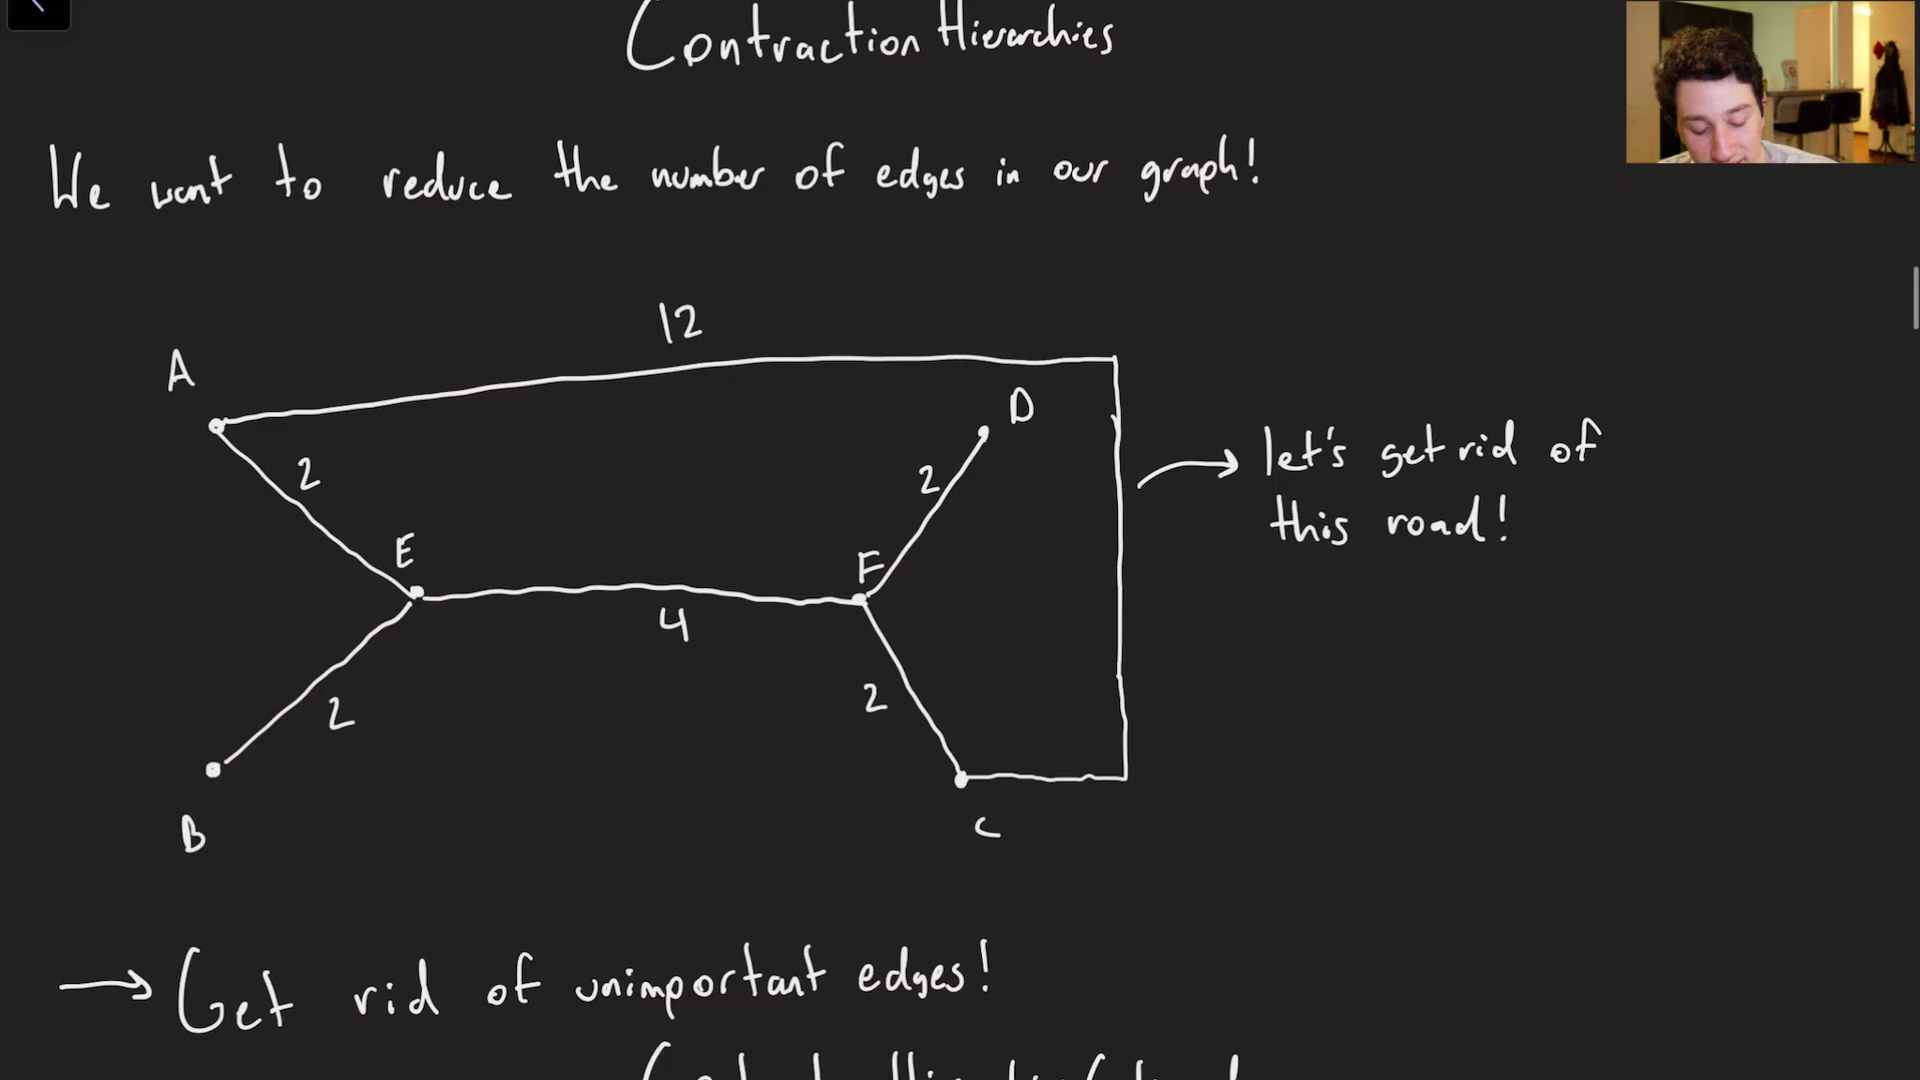 Contraction Hierarchies
We want to reduce the number of edges in our graph!
12
A
D
2
2
let's get rid of
this road!
E
F
4
2
2
B
C
→ Get rid of unimportant edges!